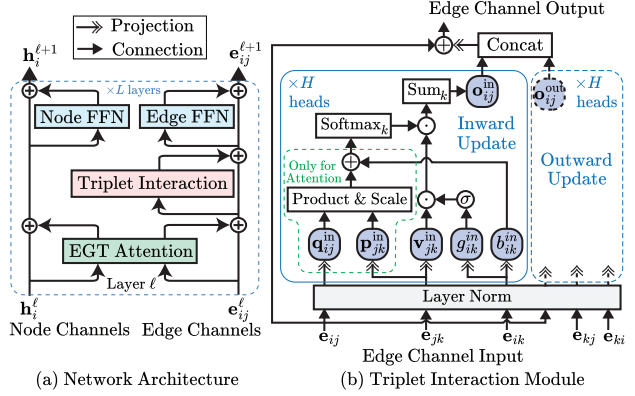 Projection
Connection
h_i^{ℓ+1}
e_{ij}^{ℓ+1}
×L layers
Node FFN
Edge FFN
Triplet Interaction
EGT Attention
Layer ℓ
h_i^ℓ
e_{ij}^ℓ
Node Channels
Edge Channels
(a) Network Architecture
Edge Channel Output
Concat
×H
heads
Sum_k
o_{ij}^{in}
o_{ij}^{out}
×H
heads
Softmax_k
Inward
Update
Outward
Update
Only for
Attention
Product & Scale
σ
q_{ij}^{in}
p_{jk}^{in}
v_{jk}^{in}
g_{ik}^{in}
b_{ik}^{in}
Layer Norm
e_{ij}
e_{jk}
e_{ik}
e_{kj}
e_{ki}
Edge Channel Input
(b) Triplet Interaction Module